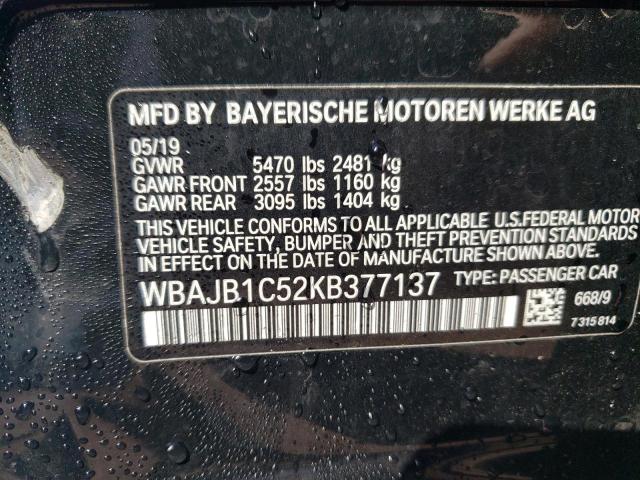 MFD BY BAYERISCHE MOTOREN WERKE AG
05/19
GVWR 5470 lbs 2481 kg
GAWR FRONT 2557 lbs 1160 kg
GAWR REAR 3095 lbs 1404 kg
THIS VEHICLE CONFORMS TO ALL APPLICABLE U.S.FEDERAL MOTOR
VEHICLE SAFETY, BUMPER AND THEFT PREVENTION STANDARDS
IN EFFECT ON THE DATE OF MANUFACTURE SHOWN ABOVE.
WBAJB1C52KB377137 TYPE: PASSENGER CAR
668/9
7315814